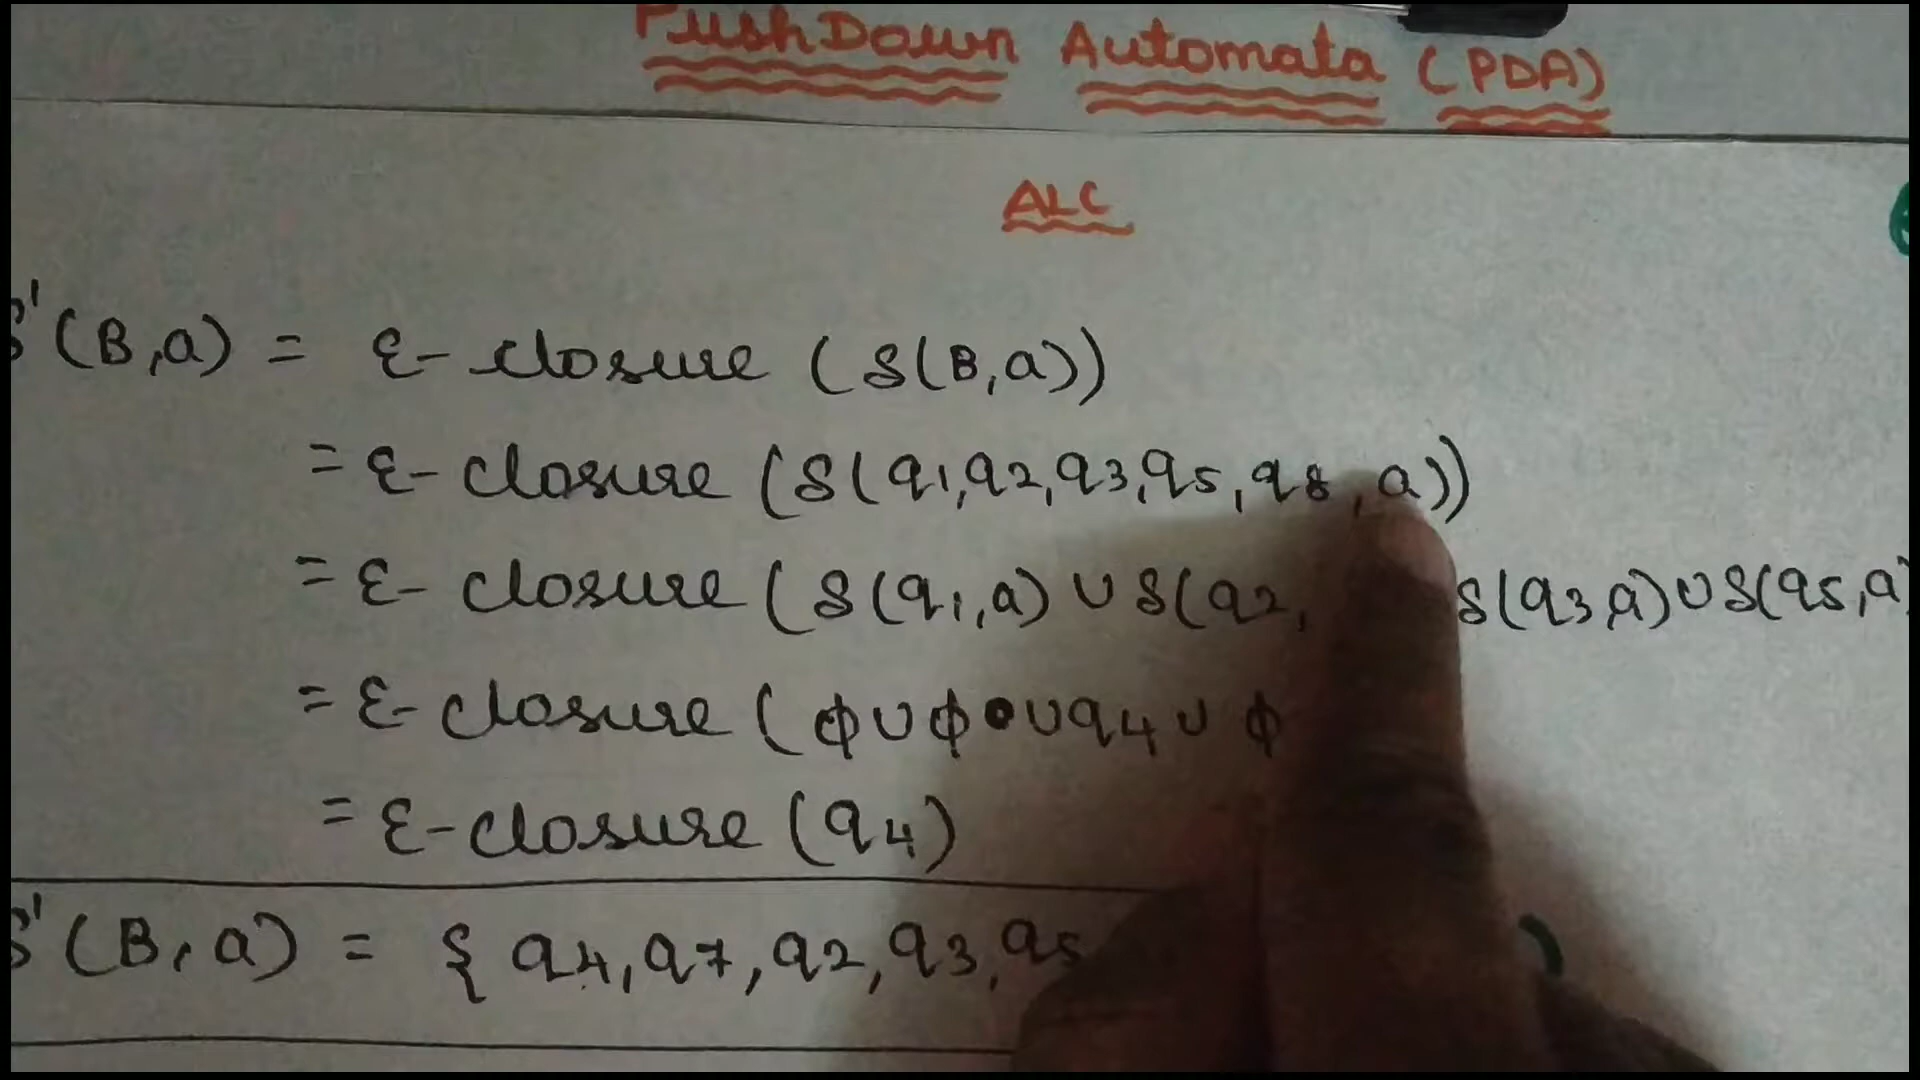 PushDown Automata (PDA)
ALC
δ'(B,a) = ε-closure (δ(B,a))
= ε-closure (δ(q1,q2,q3,q5,q8,a))
= ε-closure (δ(q1,a) ∪ δ(q2, δ(q3,a) ∪ δ(q5,a)
= ε-closure (ϕ ∪ ϕ ∪ q4 ∪ ϕ
= ε-closure (q4)
δ'(B,a) = { q4, q7, q2, q3, q5